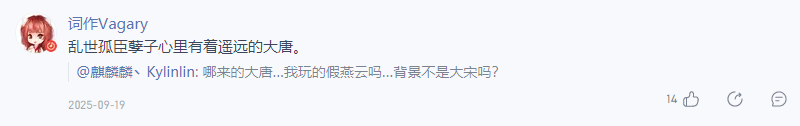 词作Vagary
乱世孤臣孽子心里有着遥远的大唐。
@麒麟麟丶Kylinlin: 哪来的大唐...我玩的假燕云吗...背景不是大宋吗?
2025-09-19
14